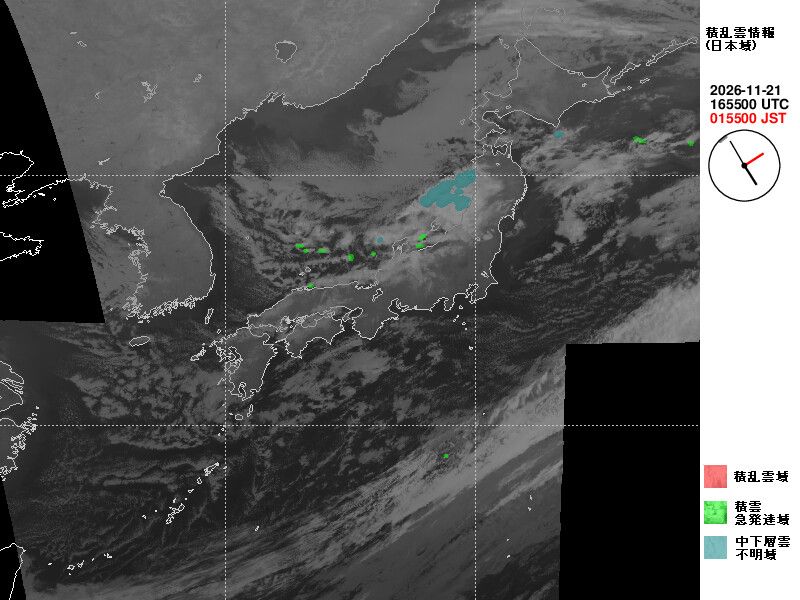 積乱雲情報
(日本域)
2026-11-21
165500 UTC
015500 JST
積乱雲域
積雲
急発達域
中下層雲
不明域